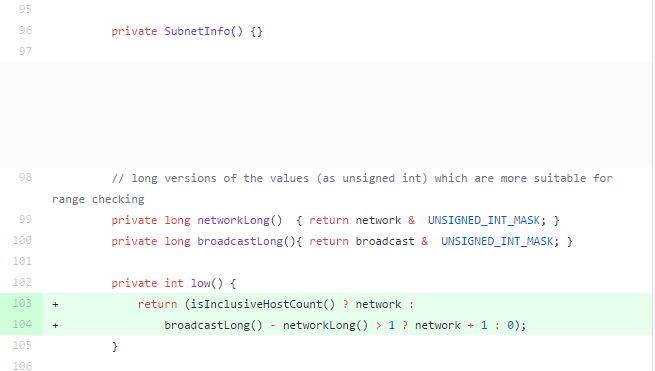 95
96 private SubnetInfo() {}
97
98 // long versions of the values (as unsigned int) which are more suitable for
range checking
99 private long networkLong()  { return network &  UNSIGNED_INT_MASK; }
100 private long broadcastLong(){ return broadcast &  UNSIGNED_INT_MASK; }
101
102 private int low() {
103 + return (isInclusiveHostCount() ? network :
104 + broadcastLong() - networkLong() > 1 ? network + 1 : 0);
105 }
106